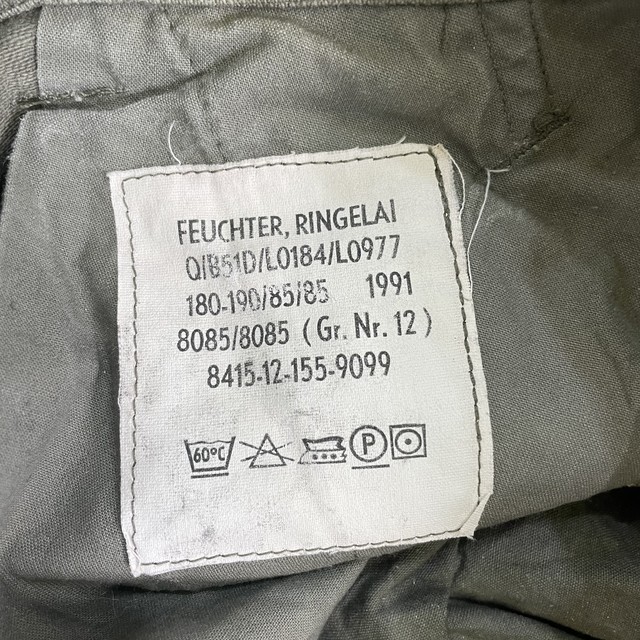 FEUCHTER, RINGELAI
Q/B51D/L0184/L0977
180-190/85/85 1991
8085/8085 (Gr. Nr. 12)
8415-12-155-9099
60°C P